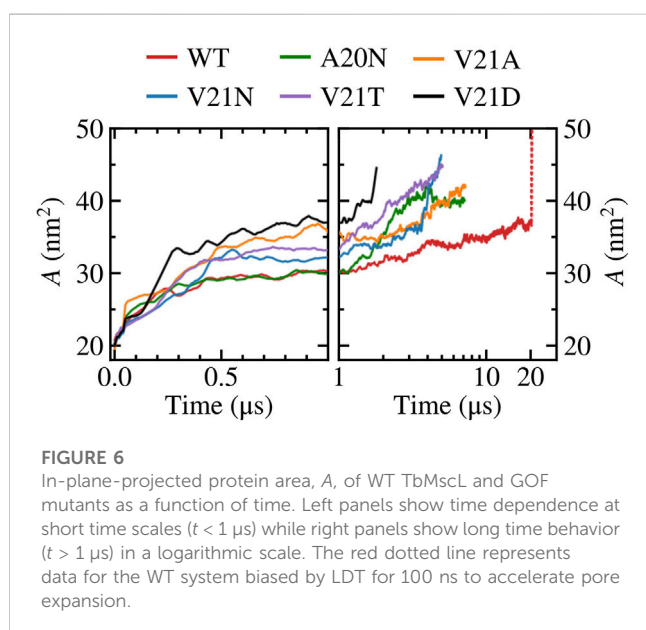 WT A20N V21A
V21N V21T V21D
50 50
40 40
30 30
20 20
A (nm²) A (nm²)
0.0 0.5 1 10 20
Time (µs) Time (µs)
FIGURE 6
In-plane-projected protein area, A, of WT TbMscL and GOF
mutants as a function of time. Left panels show time dependence at
short time scales (t < 1 µs) while right panels show long time behavior
(t > 1 µs) in a logarithmic scale. The red dotted line represents
data for the WT system biased by LDT for 100 ns to accelerate pore
expansion.